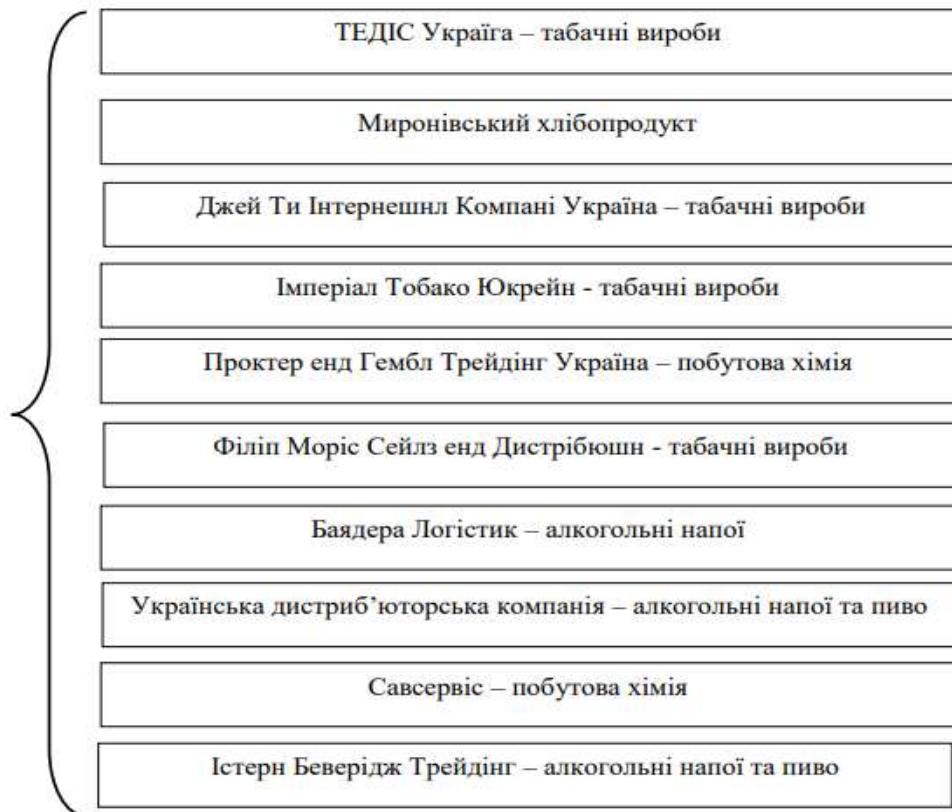 ТЕДІС Україга – табачні вироби
Миронівський хлібопродукт
Джей Ти Інтернешнл Компані Україна – табачні вироби
Імперіал Тобако Юкрейн - табачні вироби
Проктер енд Гембл Трейдінг Україна – побутова хімія
Філіп Моріс Сейлз енд Дистрібюшн - табачні вироби
Баядера Логістик – алкогольні напої
Українська дистриб’юторська компанія – алкогольні напої та пиво
Савсервіс – побутова хімія
Істерн Беверідж Трейдінг – алкогольні напої та пиво